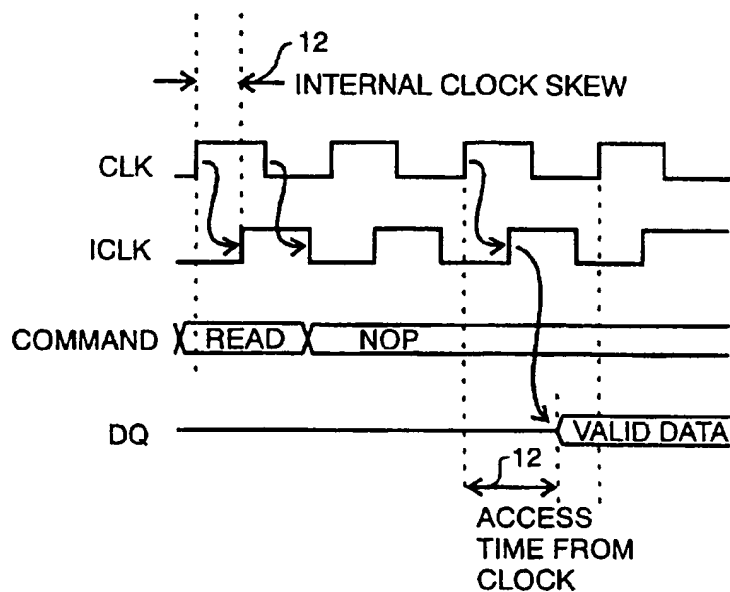 12
INTERNAL CLOCK SKEW
CLK
ICLK
COMMAND READ NOP
DQ VALID DATA
12
ACCESS
TIME FROM
CLOCK